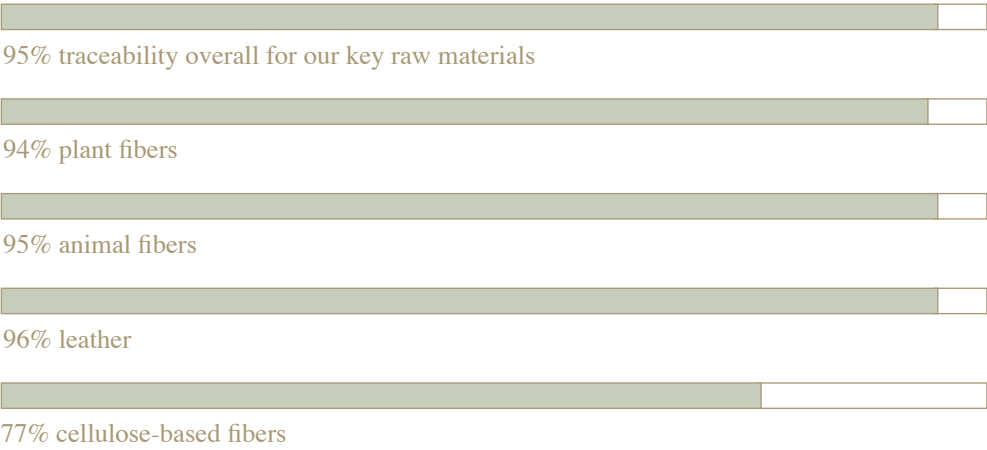 95% traceability overall for our key raw materials
94% plant fibers
95% animal fibers
96% leather
77% cellulose-based fibers